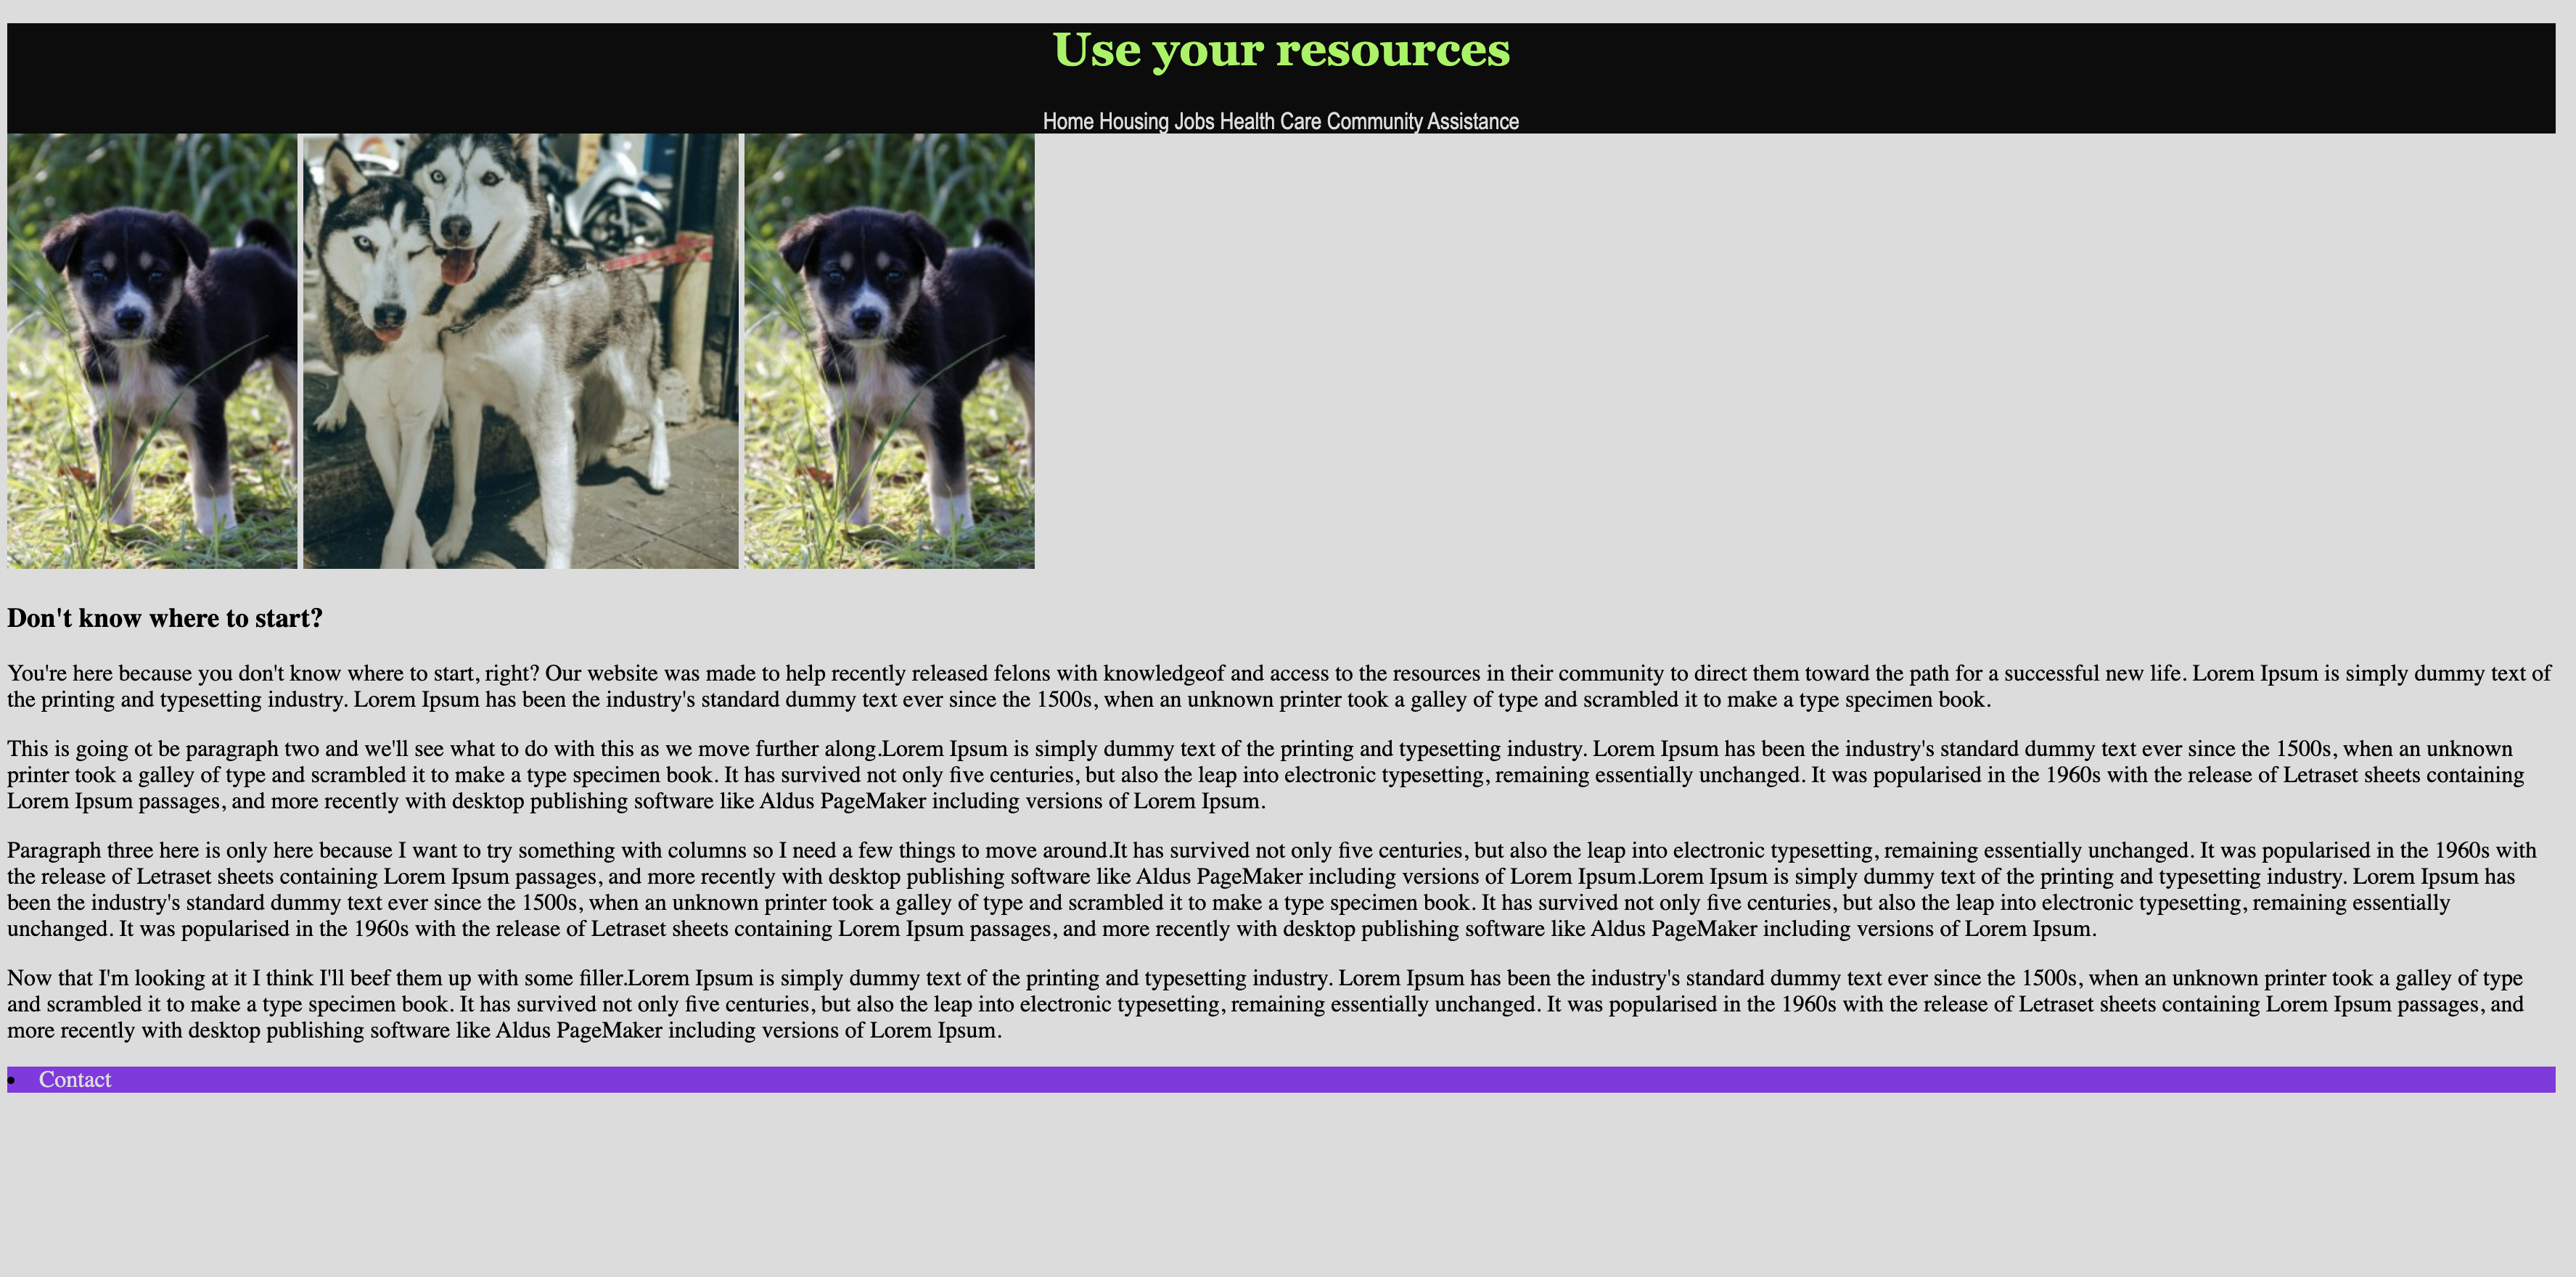 Use your resources
Home Housing Jobs Health Care Community Assistance
Don't know where to start?
You're here because you don't know where to start, right? Our website was made to help recently released felons with knowledgeof and access to the resources in their community to direct them toward the path for a successful new life. Lorem Ipsum is simply dummy text of
the printing and typesetting industry. Lorem Ipsum has been the industry's standard dummy text ever since the 1500s, when an unknown printer took a galley of type and scrambled it to make a type specimen book.
This is going ot be paragraph two and we'll see what to do with this as we move further along.Lorem Ipsum is simply dummy text of the printing and typesetting industry. Lorem Ipsum has been the industry's standard dummy text ever since the 1500s, when an unknown
printer took a galley of type and scrambled it to make a type specimen book. It has survived not only five centuries, but also the leap into electronic typesetting, remaining essentially unchanged. It was popularised in the 1960s with the release of Letraset sheets containing
Lorem Ipsum passages, and more recently with desktop publishing software like Aldus PageMaker including versions of Lorem Ipsum.
Paragraph three here is only here because I want to try something with columns so I need a few things to move around.It has survived not only five centuries, but also the leap into electronic typesetting, remaining essentially unchanged. It was popularised in the 1960s with
the release of Letraset sheets containing Lorem Ipsum passages, and more recently with desktop publishing software like Aldus PageMaker including versions of Lorem Ipsum.Lorem Ipsum is simply dummy text of the printing and typesetting industry. Lorem Ipsum has
been the industry's standard dummy text ever since the 1500s, when an unknown printer took a galley of type and scrambled it to make a type specimen book. It has survived not only five centuries, but also the leap into electronic typesetting, remaining essentially
unchanged. It was popularised in the 1960s with the release of Letraset sheets containing Lorem Ipsum passages, and more recently with desktop publishing software like Aldus PageMaker including versions of Lorem Ipsum.
Now that I'm looking at it I think I'll beef them up with some filler.Lorem Ipsum is simply dummy text of the printing and typesetting industry. Lorem Ipsum has been the industry's standard dummy text ever since the 1500s, when an unknown printer took a galley of type
and scrambled it to make a type specimen book. It has survived not only five centuries, but also the leap into electronic typesetting, remaining essentially unchanged. It was popularised in the 1960s with the release of Letraset sheets containing Lorem Ipsum passages, and
more recently with desktop publishing software like Aldus PageMaker including versions of Lorem Ipsum.
• Contact